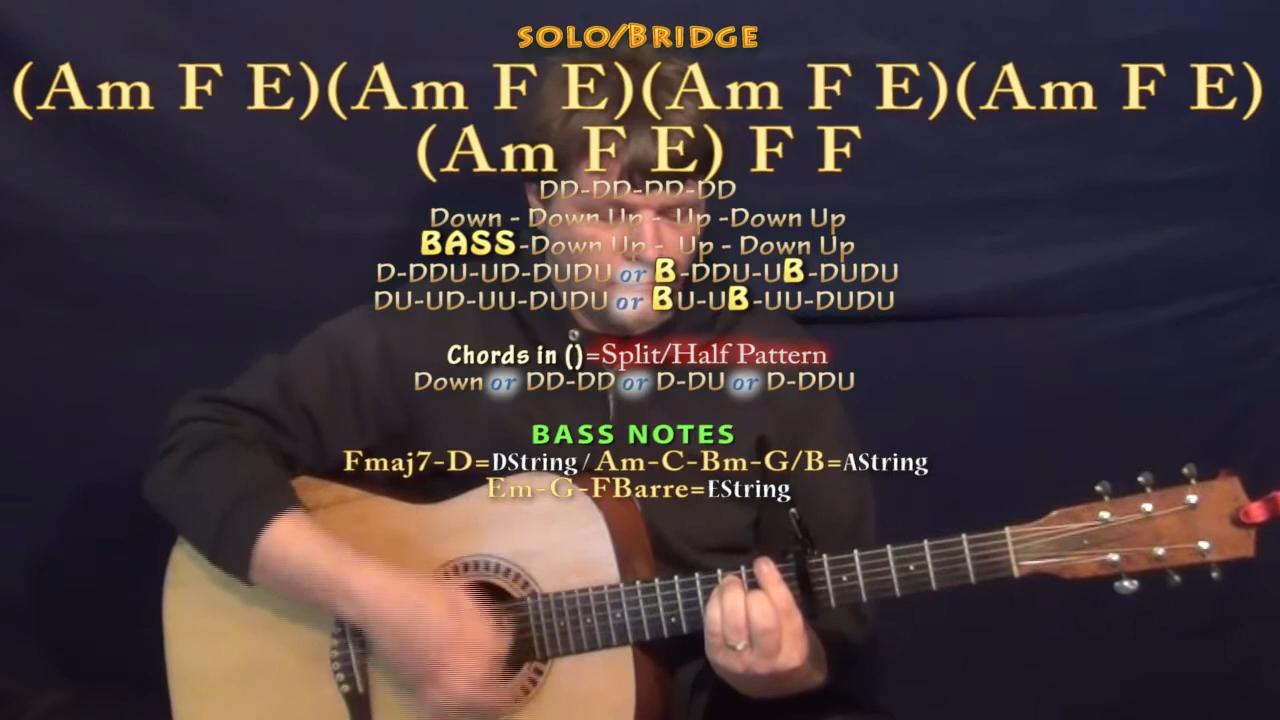 SOLO/BRIDGE
(Am F E)(Am F E)(Am F E)(Am F E)
(Am F E) F F
DD-DD-DD-DD
Down - Down Up - Up -Down Up
BASS-Down Up - Up - Down Up
D-DDU-UD-DUDU or B-DDU-UB-DUDU
DU-UD-UU-DUDU or BU-UB-UU-DUDU
Chords in ()=Split/Half Pattern
Down or DD-DD or D-DU or D-DDU
BASS NOTES
Fmaj7-D=DString / Am-C-Bm-G/B=AString
Em-G-FBarre=EString